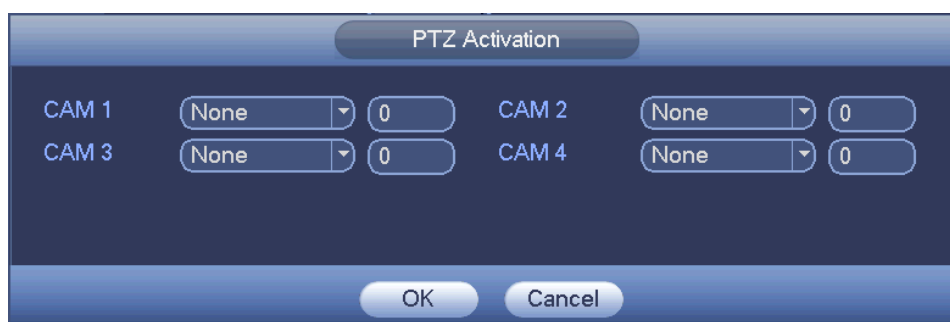 PTZ Activation
CAM 1 None 0 CAM 2 None 0
CAM 3 None 0 CAM 4 None 0
OK Cancel